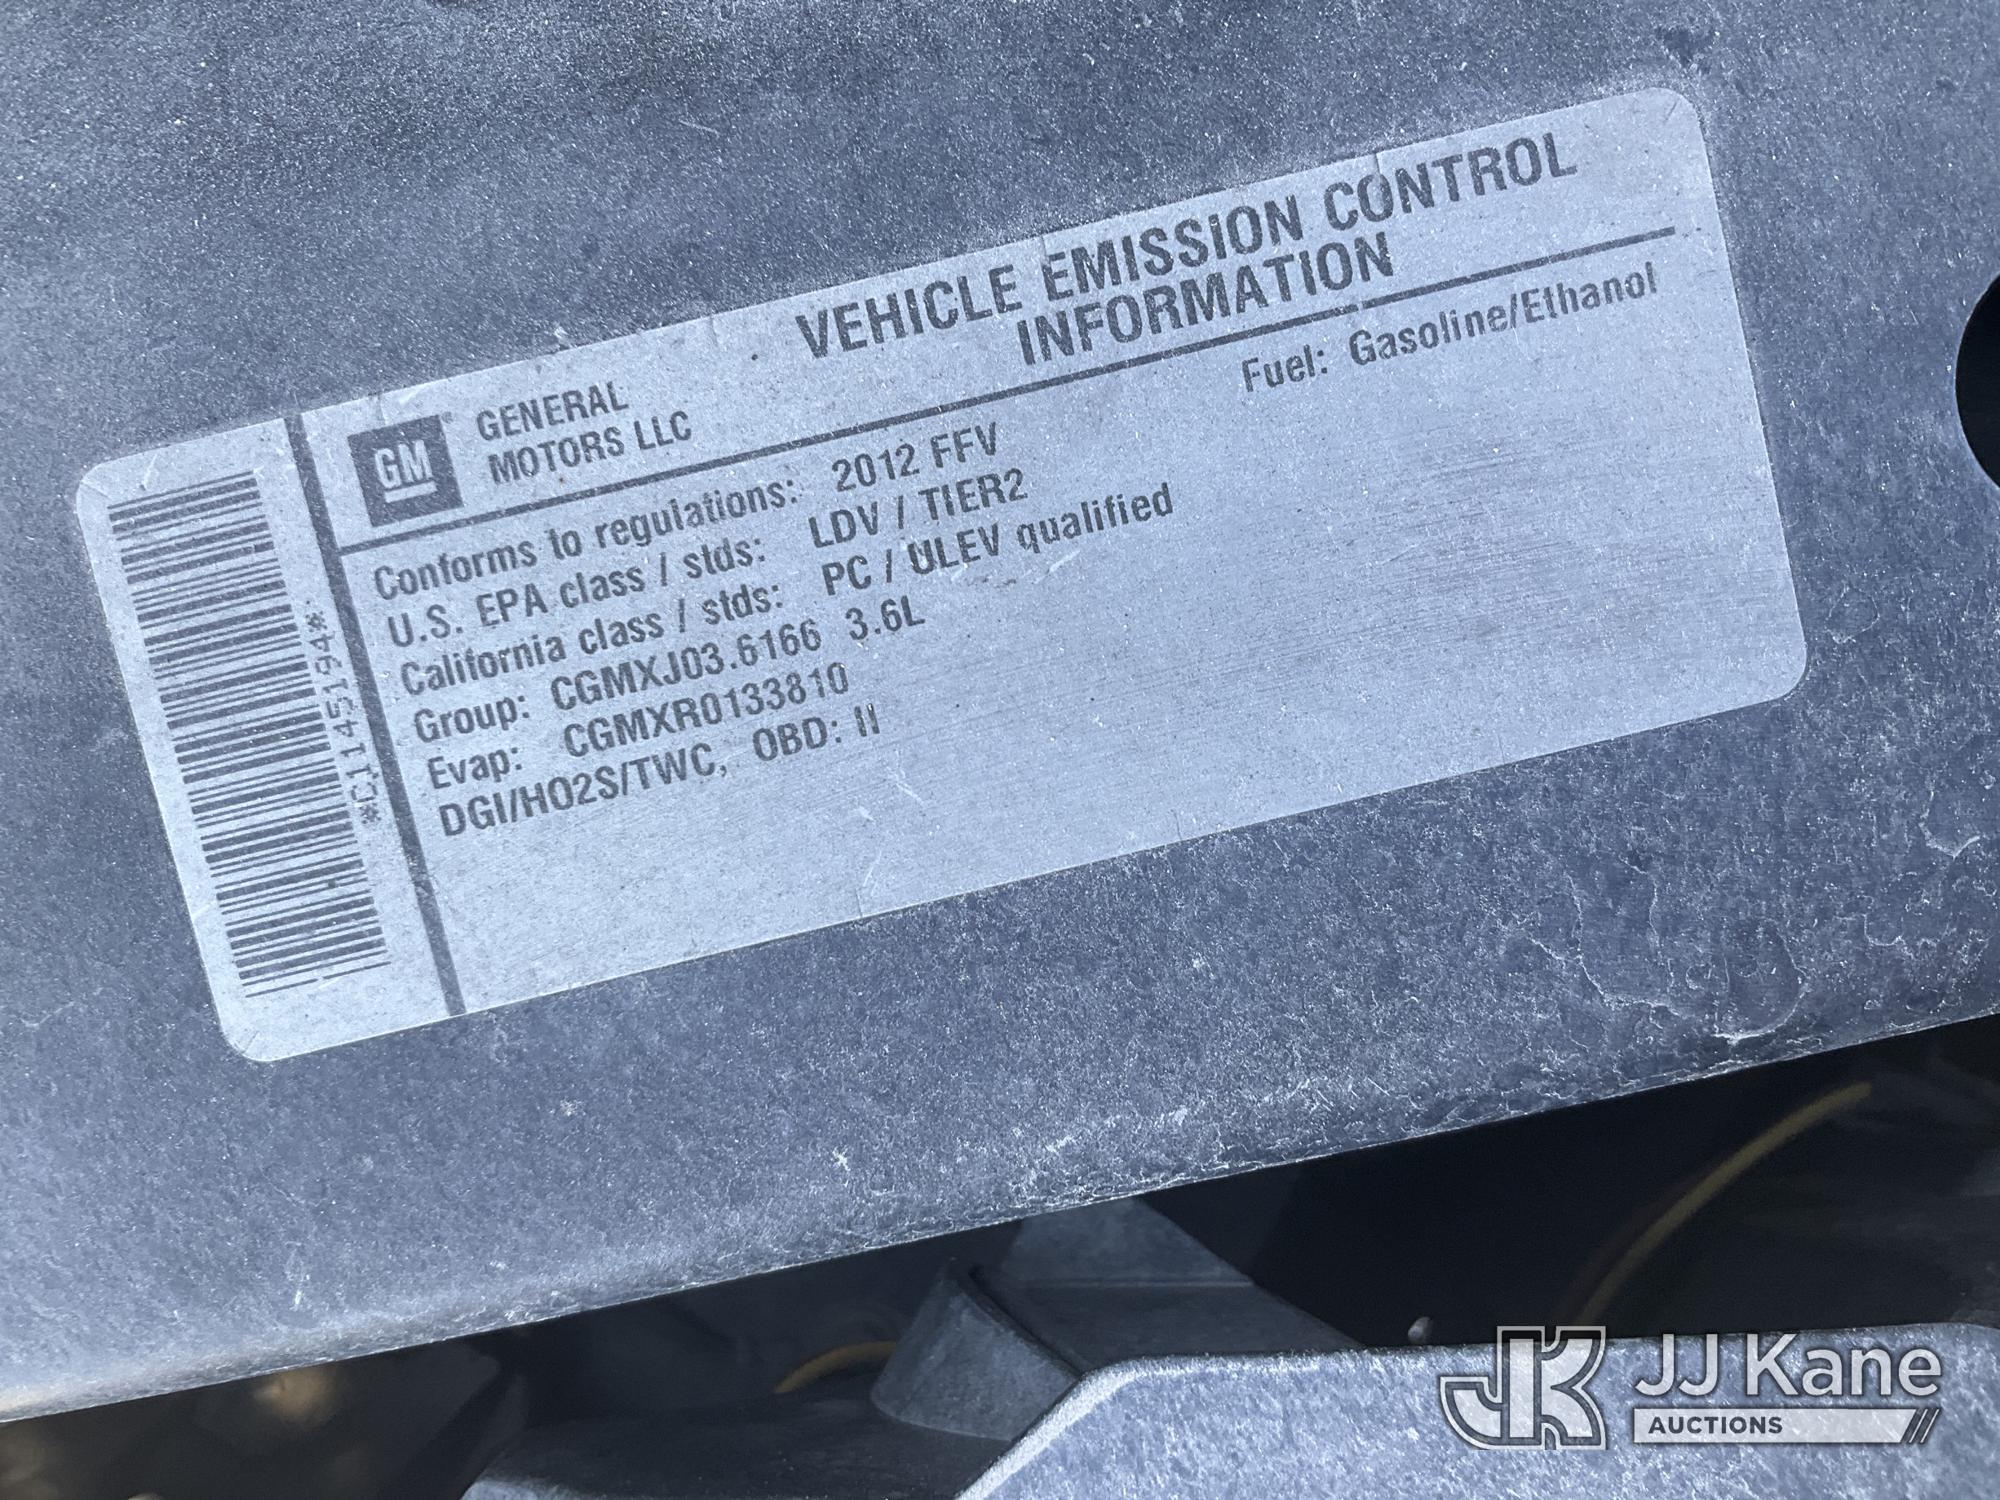 VEHICLE EMISSION CONTROL
INFORMATION
GM
GENERAL
MOTORS LLC
Fuel: Gasoline/Ethanol
Conforms to regulations: 2012 FFV
U.S. EPA class / stds: LDV / TIER2
California class / stds: PC / ULEV qualified
Group: CGMXJ03.6166 3.6L
Evap: CGMXR0133810
DGI/HO2S/TWC, OBD: II
*C1145194*
JK JJ Kane
AUCTIONS